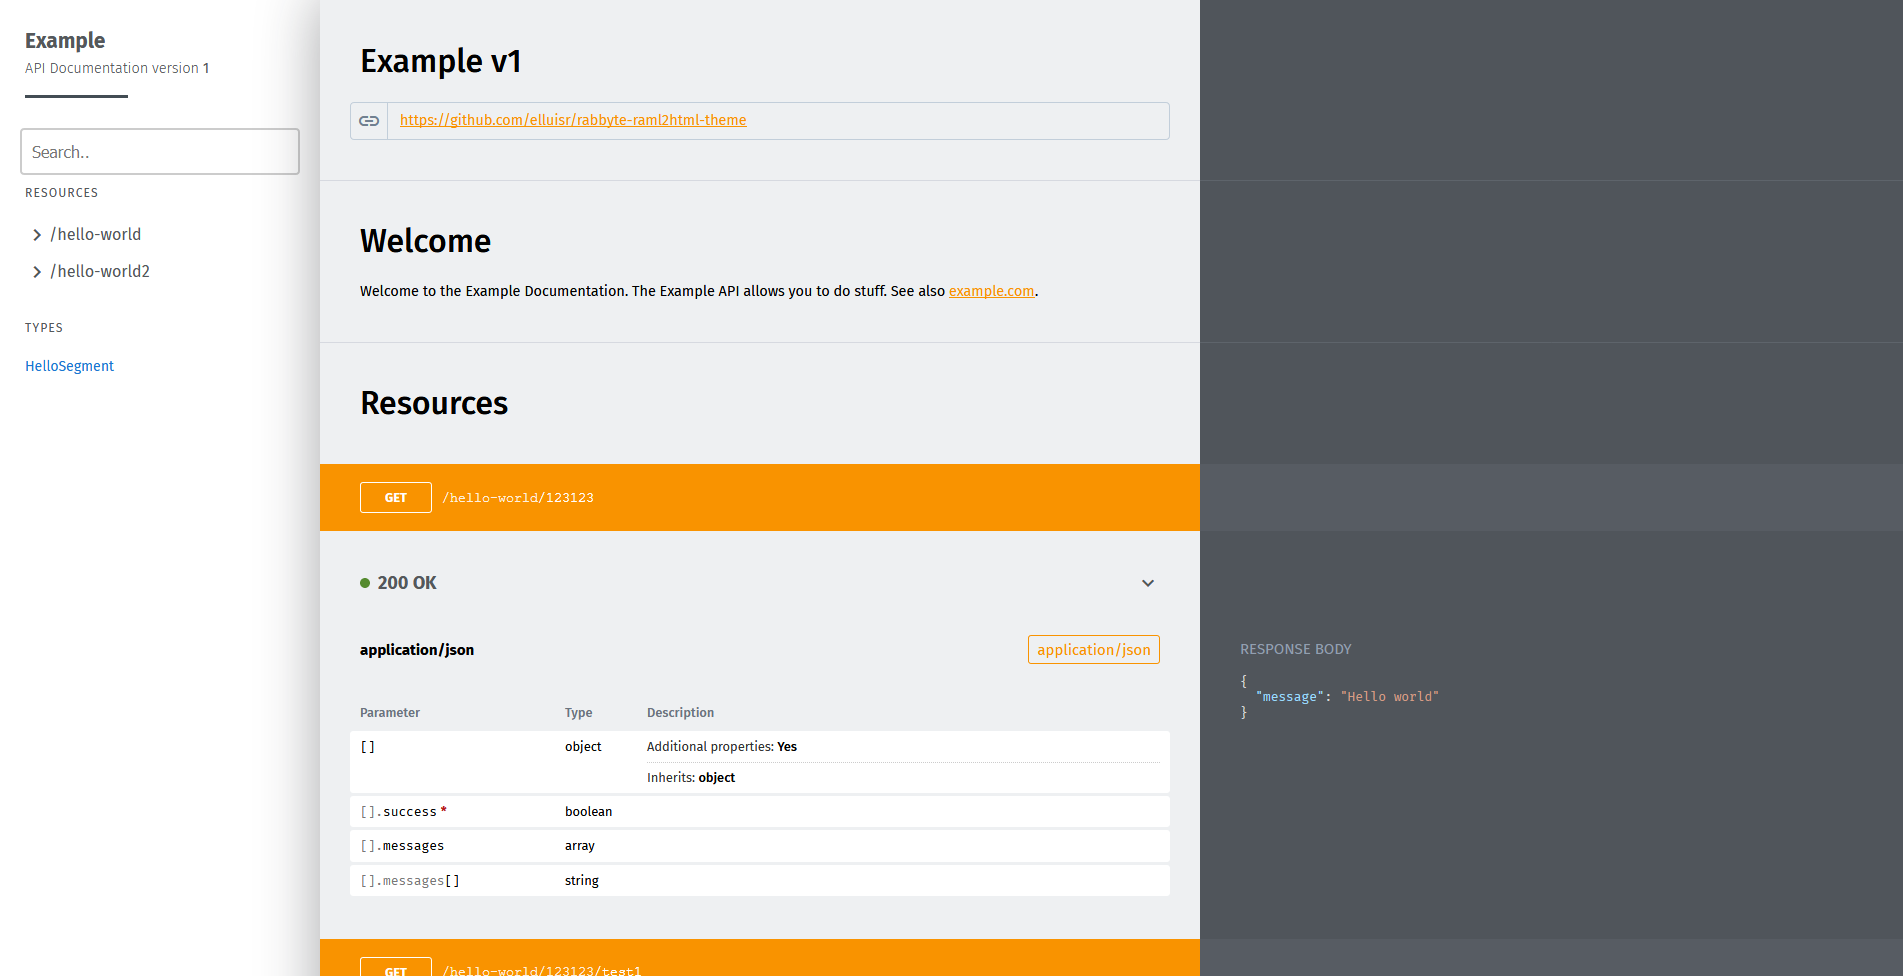 Example
API Documentation version 1
Search..
RESOURCES
/hello-world
/hello-world2
TYPES
HelloSegment
Example v1
https://github.com/elluisr/rabbyte-raml2html-theme
Welcome
Welcome to the Example Documentation. The Example API allows you to do stuff. See also example.com.
Resources
GET /hello-world/123123
200 OK
application/json application/json
Parameter Type Description
[] object Additional properties: Yes
Inherits: object
[].success * boolean
[].messages array
[].messages[] string
RESPONSE BODY
{
"message": "Hello world"
}
GET /hello-world/123123/test1